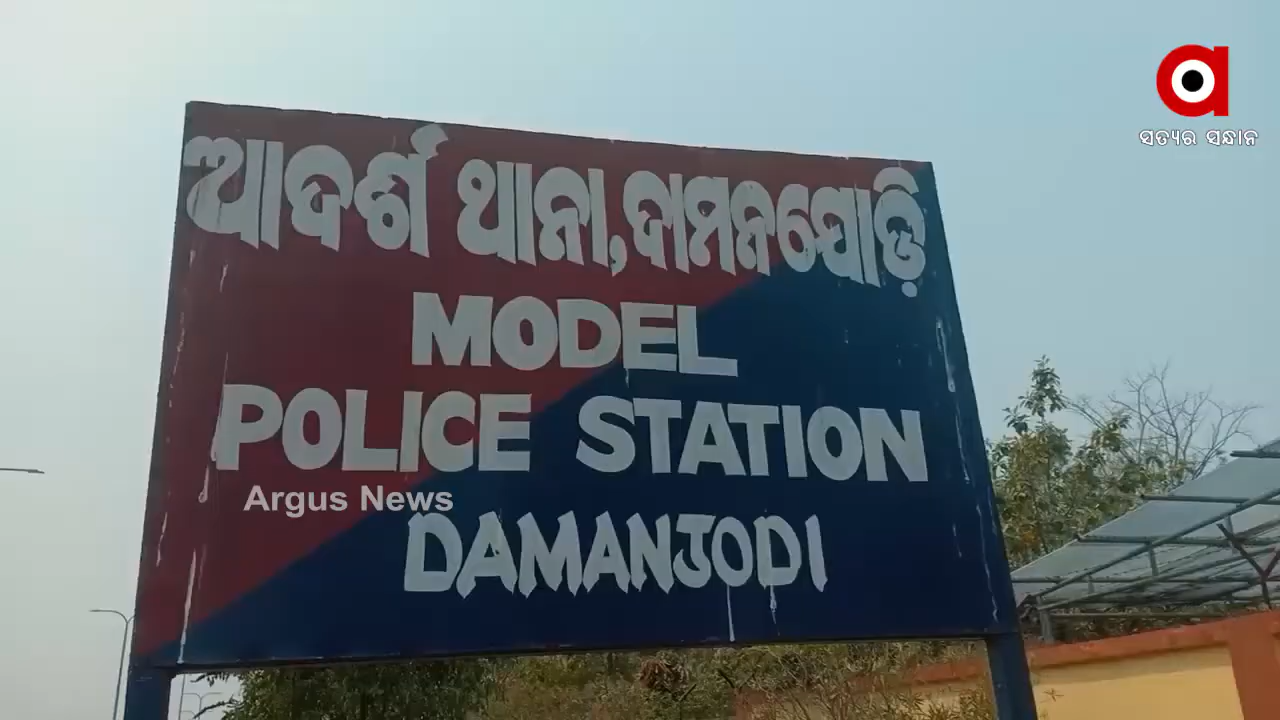 ସତ୍ୟର ସନ୍ଧାନ
ଆଦର୍ଶ ଥାନା,ଦାମନଯୋଡ଼ି
MODEL
POLICE STATION
Argus News
DAMANJODI